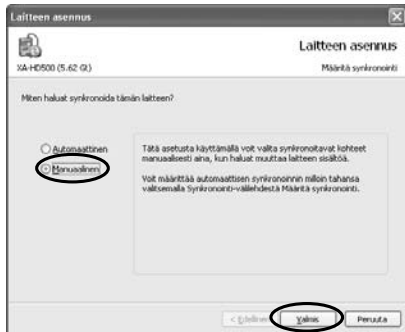 Laitteen asennus
Laitteen asennus
XA-HD500 (5.62 Gt)
Määritä synkronointi
Miten haluat synkronoida tämän laitteen?
Automaattinen
Manuaalinen
Tätä asetusta käyttämällä voit valita synkronoitavat kohteet
manuaalisesti aina, kun haluat muuttaa laitteen sisältöä.
Voit määrittää automaattisen synkronoinnin milloin tahansa
valitsemalla Synkronointi-välilehdestä Määritä synkronointi.
< Edellinen
Valmis
Peruuta